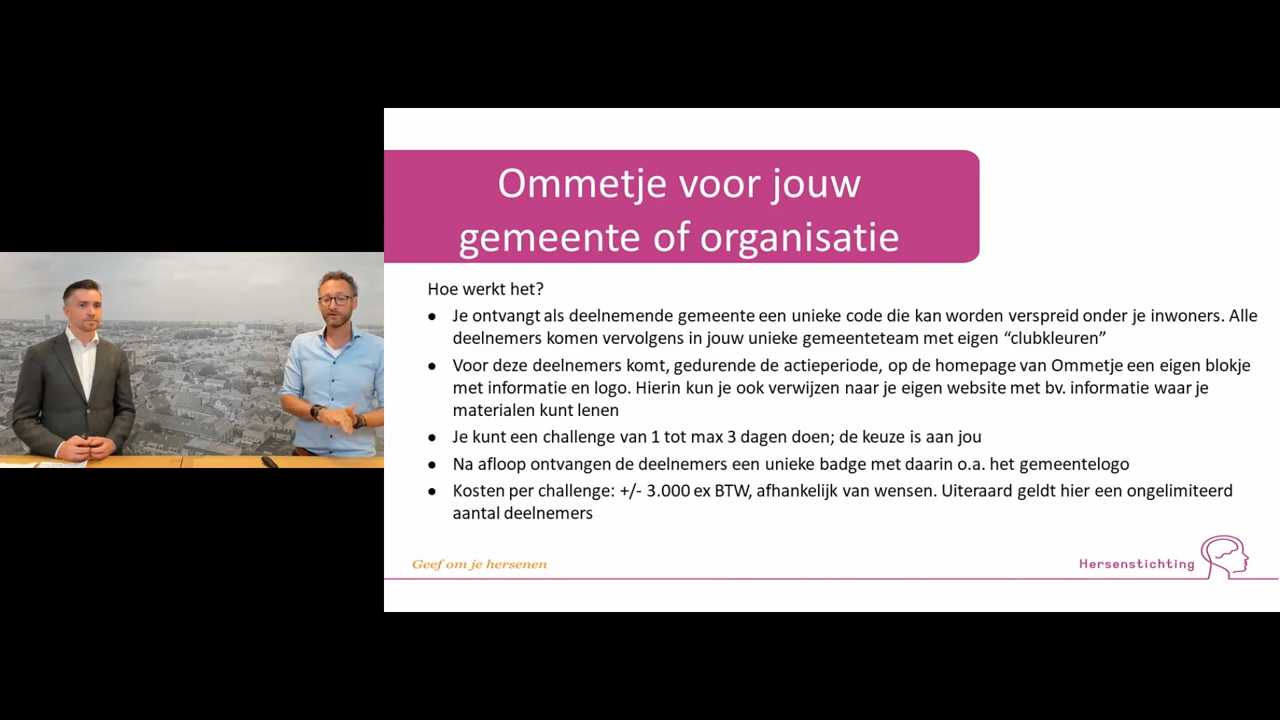 Ommetje voor jouw
gemeente of organisatie
Hoe werkt het?
● Je ontvangt als deelnemende gemeente een unieke code die kan worden verspreid onder je inwoners. Alle
deelnemers komen vervolgens in jouw unieke gemeenteteam met eigen “clubkleuren”
● Voor deze deelnemers komt, gedurende de actieperiode, op de homepage van Ommetje een eigen blokje
met informatie en logo. Hierin kun je ook verwijzen naar je eigen website met bv. informatie waar je
materialen kunt lenen
● Je kunt een challenge van 1 tot max 3 dagen doen; de keuze is aan jou
● Na afloop ontvangen de deelnemers een unieke badge met daarin o.a. het gemeentelogo
● Kosten per challenge: +/- 3.000 ex BTW, afhankelijk van wensen. Uiteraard geldt hier een ongelimiteerd
aantal deelnemers
Geef om je hersenen
Hersenstichting